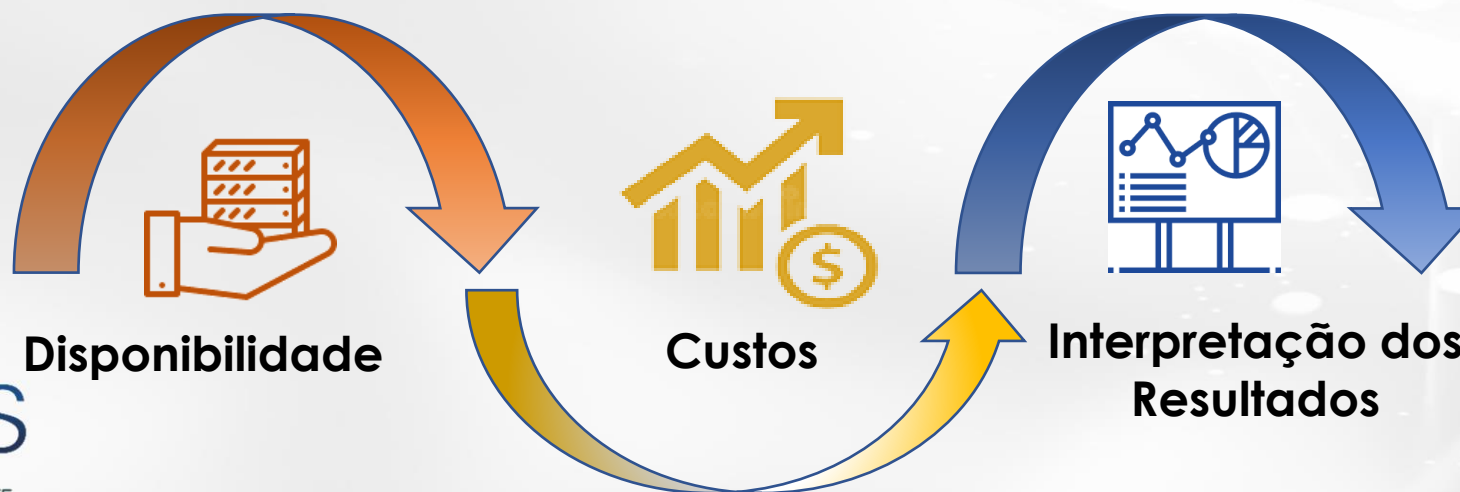 Disponibilidade
Custos
$
Interpretação dos
Resultados
S